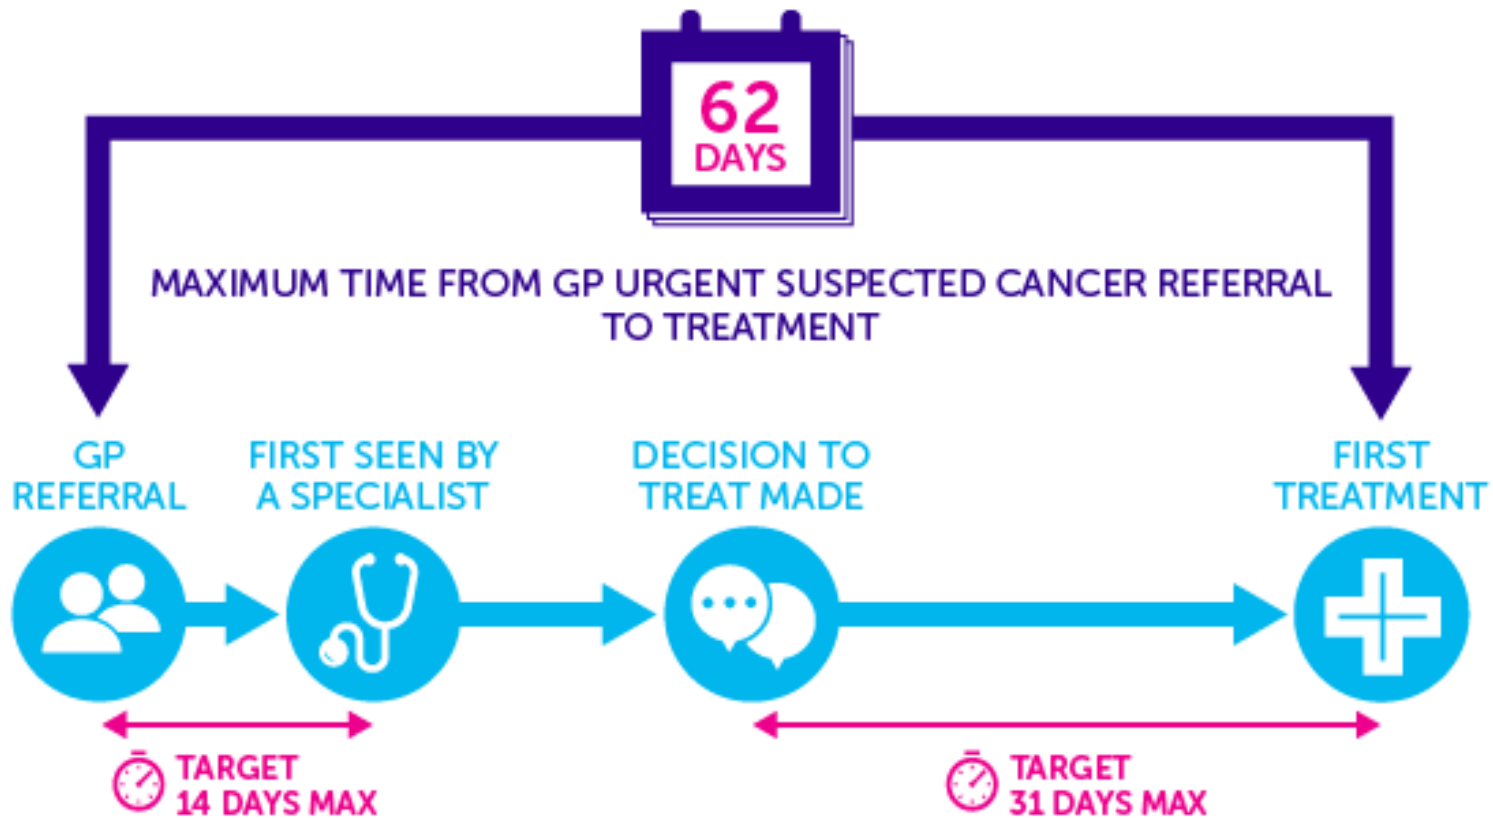 62
DAYS
MAXIMUM TIME FROM GP URGENT SUSPECTED CANCER REFERRAL
TO TREATMENT
GP
REFERRAL
FIRST SEEN BY
A SPECIALIST
DECISION TO
TREAT MADE
FIRST
TREATMENT
TARGET
14 DAYS MAX
TARGET
31 DAYS MAX